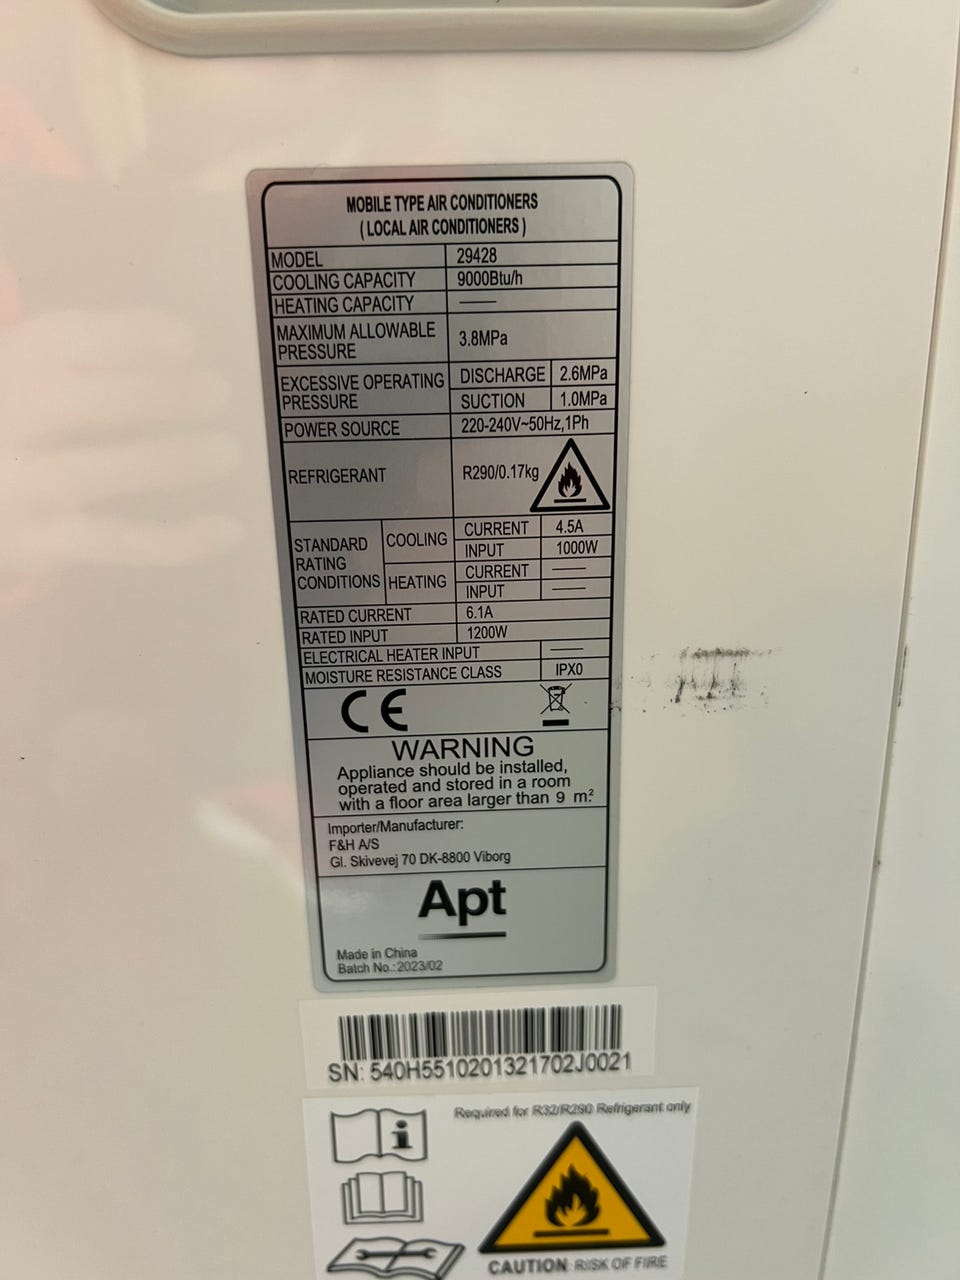 MOBILE TYPE AIR CONDITIONERS
( LOCAL AIR CONDITIONERS )
MODEL 29428
COOLING CAPACITY 9000Btu/h
HEATING CAPACITY ——
MAXIMUM ALLOWABLE PRESSURE 3.8MPa
EXCESSIVE OPERATING PRESSURE DISCHARGE 2.6MPa
SUCTION 1.0MPa
POWER SOURCE 220-240V~50Hz,1Ph
REFRIGERANT R290/0.17kg
STANDARD RATING CONDITIONS COOLING CURRENT 4.5A
INPUT 1000W
HEATING CURRENT ——
INPUT ——
RATED CURRENT 6.1A
RATED INPUT 1200W
ELECTRICAL HEATER INPUT ——
MOISTURE RESISTANCE CLASS IPX0
CE
WARNING
Appliance should be installed,
operated and stored in a room
with a floor area larger than 9 m².
Importer/Manufacturer:
F&H A/S
Gl. Skivevej 70 DK-8800 Viborg
Apt
Made in China
Batch No.:2023/02
SN: 540H5510201321702J0021
Required for R32/R290 Refrigerant only
CAUTION: RISK OF FIRE